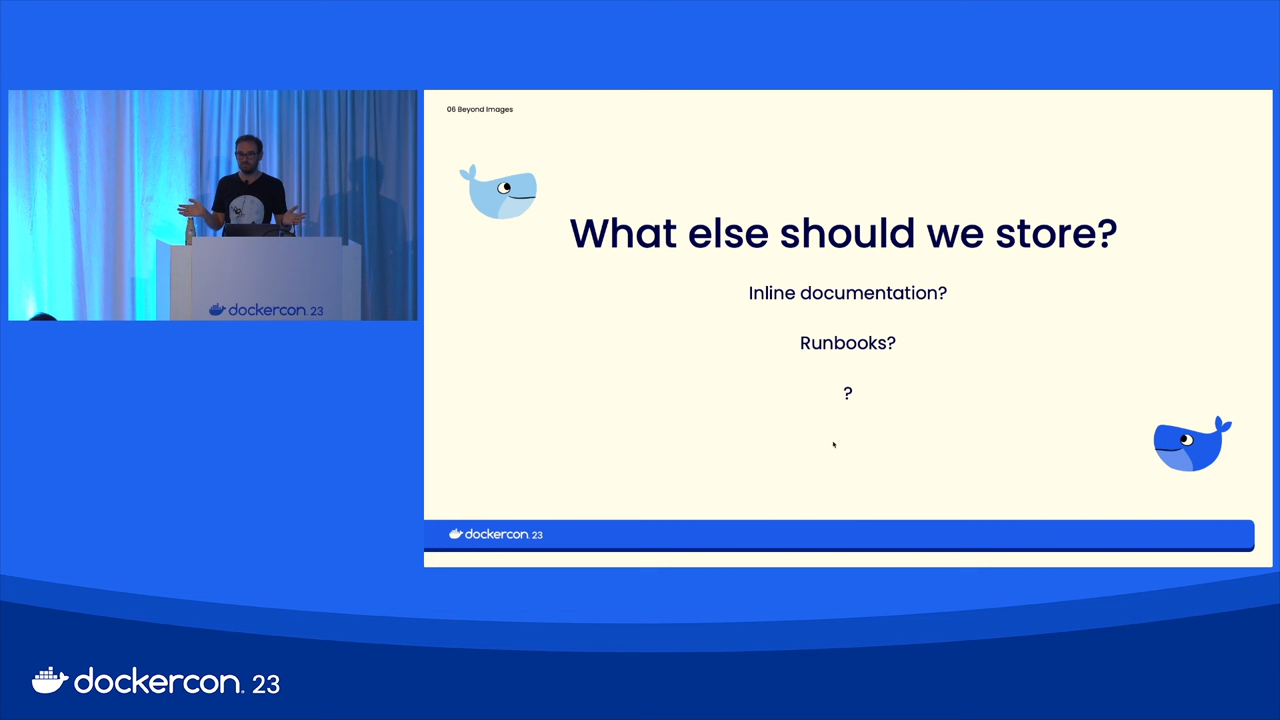 06 Beyond Images
What else should we store?
Inline documentation?
Runbooks?
?
dockercon. 23
dockercon. 23
dockercon. 23